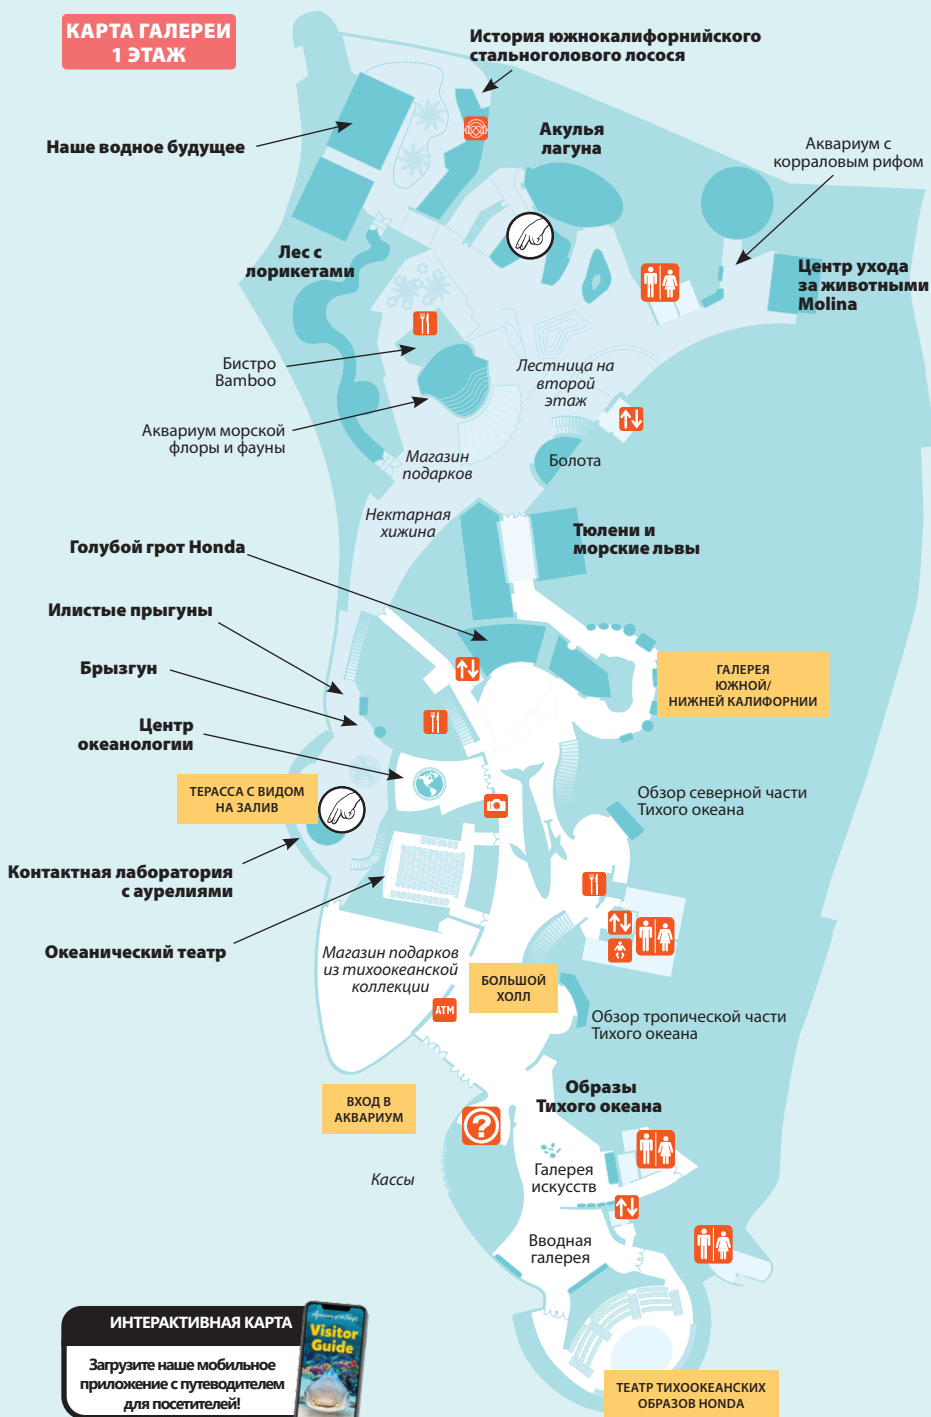 КАРТА ГАЛЕРЕИ
1 ЭТАЖ
История южнокалифорнийского
стальноголового лосося
Наше водное будущее
Акулья
лагуна
Аквариум с
корраловым рифом
Лес с
лорикетами
Центр ухода
за животными
Molina
Бистро
Bamboo
Лестница на
второй
этаж
Аквариум морской
флоры и фауны
Магазин
подарков
Болота
Нектарная
хижина
Тюлени и
морские львы
Голубой грот Honda
Илистые прыгуны
Брызгун
ГАЛЕРЕЯ
ЮЖНОЙ/
НИЖНЕЙ КАЛИФОРНИИ
Центр
океанологии
ТЕРАССА С ВИДОМ
НА ЗАЛИВ
Обзор северной части
Тихого океана
Контактная лаборатория
с аурелиями
Океанический театр
Магазин подарков
из тихоокеанской
коллекции
БОЛЬШОЙ
ХОЛЛ
ATM
Обзор тропической части
Тихого океана
ВХОД В
АКВАРИУМ
Образы
Тихого океана
?
Кассы
Галерея
искусств
Вводная
галерея
ИНТЕРАКТИВНАЯ КАРТА
Загрузите наше мобильное
приложение с путеводителем
для посетителей!
Aquarium of the Pacific
Visitor
Guide
ТЕАТР ТИХООКЕАНСКИХ
ОБРАЗОВ HONDA